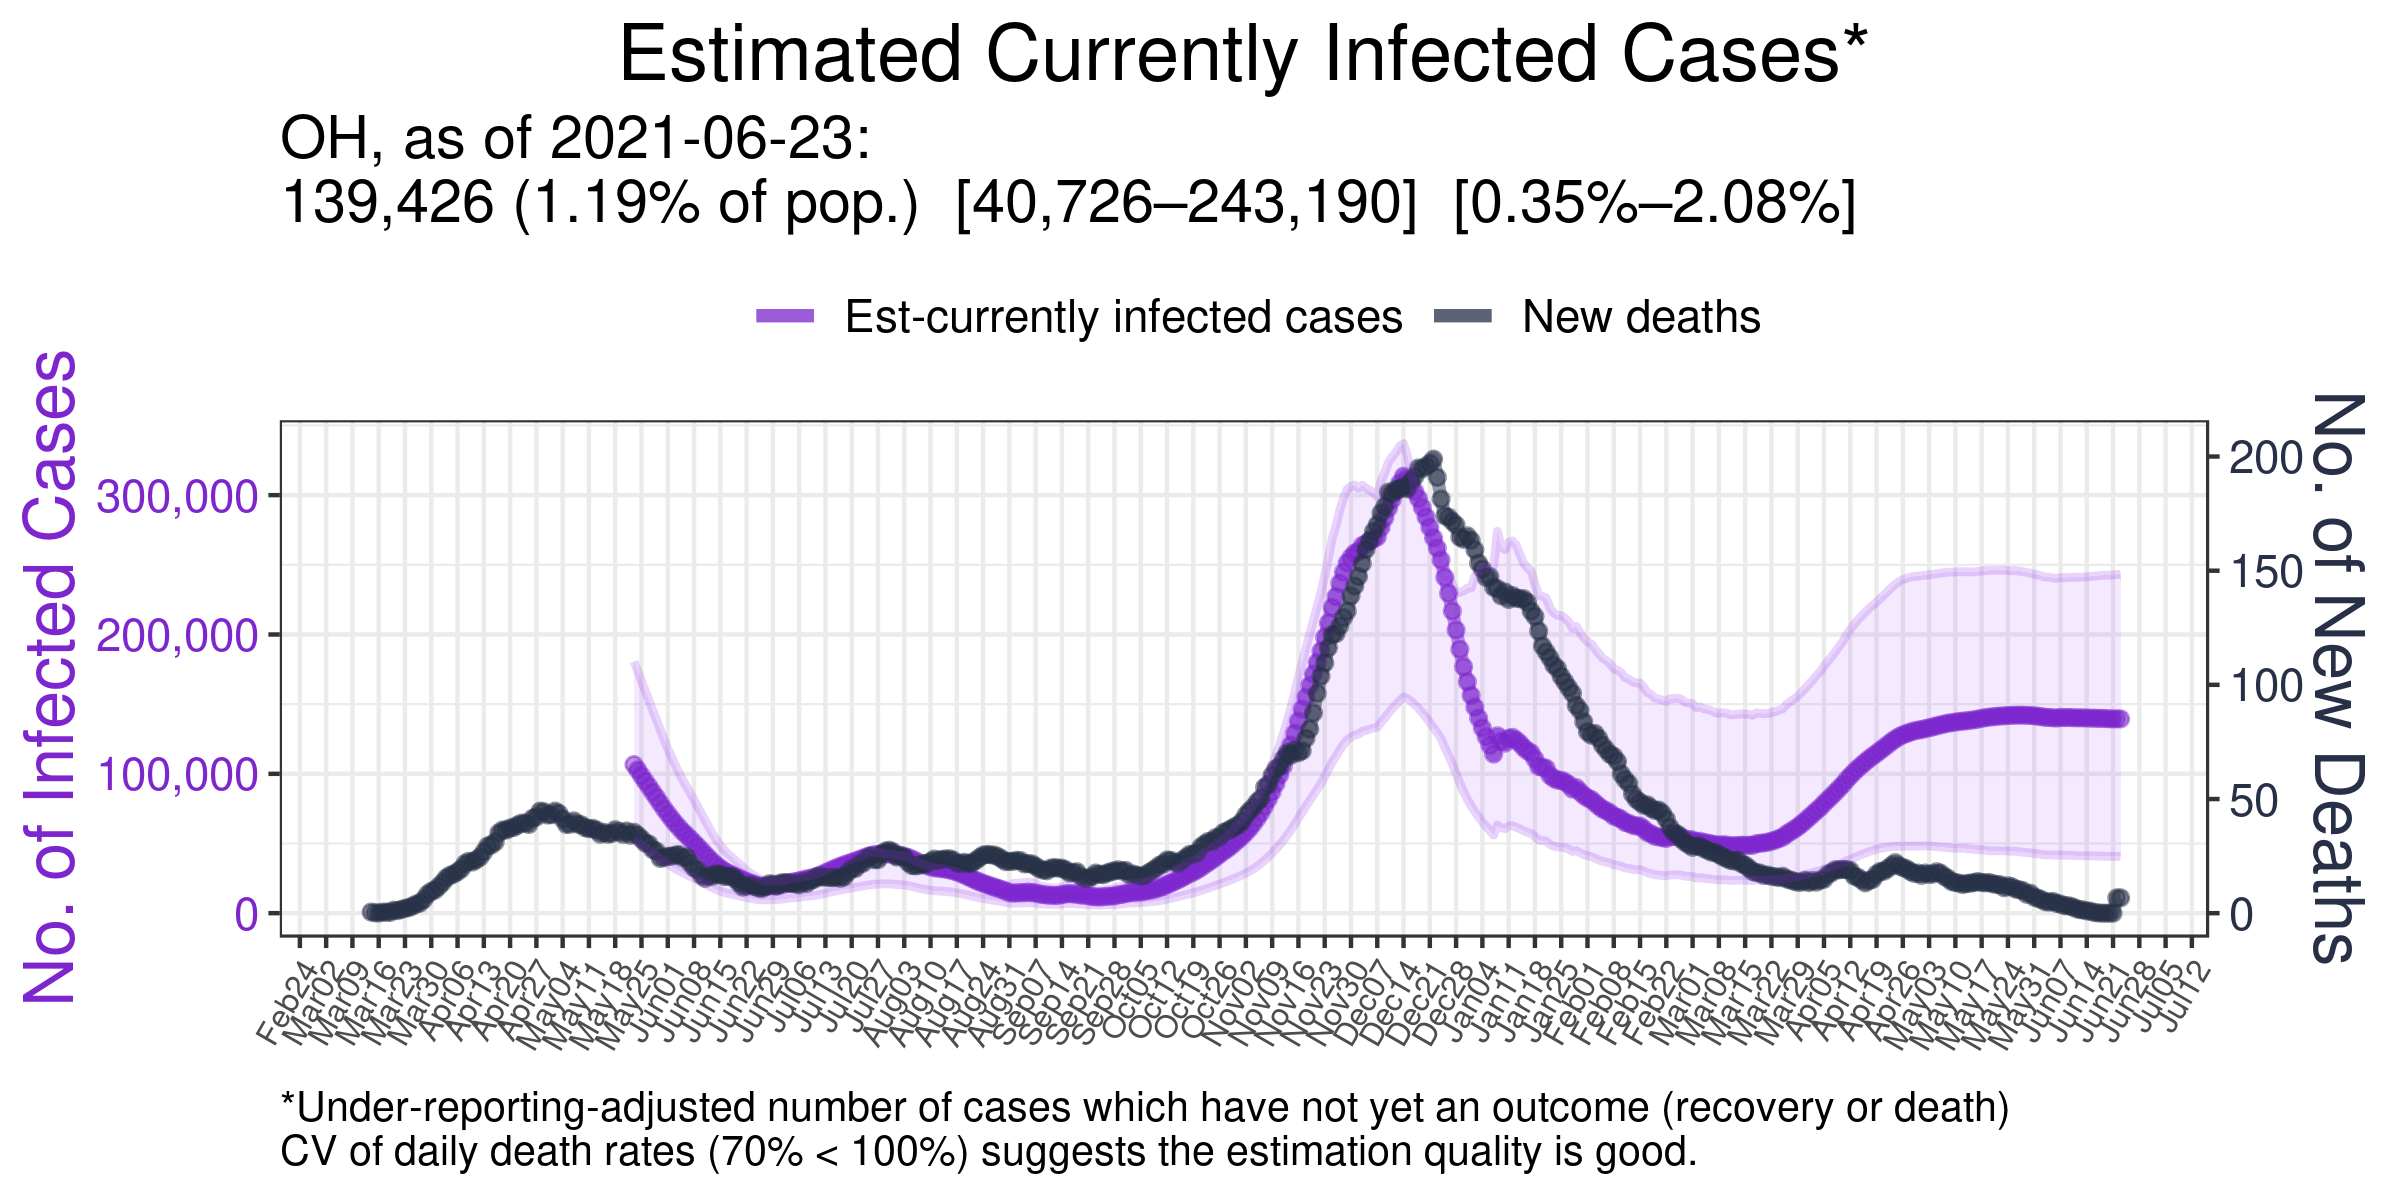 Estimated Currently Infected Cases*
OH, as of 2021-06-23:
139,426 (1.19% of pop.)  [40,726–243,190]  [0.35%–2.08%]
Est-currently infected cases
New deaths
No. of Infected Cases
300,000
200,000
100,000
0
200
150
100
50
0
No. of New Deaths
Feb24
Mar02
Mar09
Mar16
Mar23
Mar30
Apr06
Apr13
Apr20
Apr27
May04
May11
May18
May25
Jun01
Jun08
Jun15
Jun22
Jun29
Jul06
Jul13
Jul20
Jul27
Aug03
Aug10
Aug17
Aug24
Aug31
Sep07
Sep14
Sep21
Sep28
Oct05
Oct12
Oct19
Oct26
Nov02
Nov09
Nov16
Nov23
Nov30
Dec07
Dec14
Dec21
Dec28
Jan04
Jan11
Jan18
Jan25
Feb01
Feb08
Feb15
Feb22
Mar01
Mar08
Mar15
Mar22
Mar29
Apr05
Apr12
Apr19
Apr26
May03
May10
May17
May24
May31
Jun07
Jun14
Jun21
Jun28
Jul05
Jul12
*Under-reporting-adjusted number of cases which have not yet an outcome (recovery or death)
CV of daily death rates (70% < 100%) suggests the estimation quality is good.